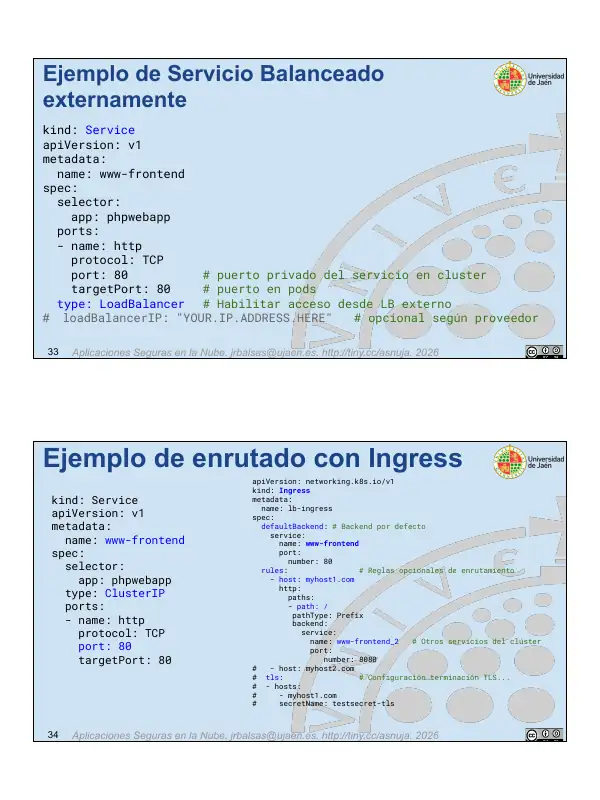 Ejemplo de Servicio Balanceado
externamente
Universidad
de Jaén
kind: Service
apiVersion: v1
metadata:
  name: www-frontend
spec:
  selector:
    app: phpwebapp
  ports:
  - name: http
    protocol: TCP
    port: 80 # puerto privado del servicio en cluster
    targetPort: 80 # puerto en pods
  type: LoadBalancer # Habilitar acceso desde LB externo
#  loadBalancerIP: "YOUR.IP.ADDRESS.HERE" # opcional según proveedor
33 Aplicaciones Seguras en la Nube. jrbalsas@ujaen.es. http://tiny.cc/asnuja. 2026
Ejemplo de enrutado con Ingress
Universidad
de Jaén
kind: Service
apiVersion: v1
metadata:
  name: www-frontend
spec:
  selector:
    app: phpwebapp
  type: ClusterIP
  ports:
  - name: http
    protocol: TCP
    port: 80
    targetPort: 80
apiVersion: networking.k8s.io/v1
kind: Ingress
metadata:
  name: lb-ingress
spec:
  defaultBackend: # Backend por defecto
    service:
      name: www-frontend
      port:
        number: 80
  rules: # Reglas opcionales de enrutamiento
    - host: myhost1.com
      http:
        paths:
        - path: /
         pathType: Prefix
         backend:
           service:
             name: www-frontend_2 # Otros servicios del clúster
             port:
                number: 8080
#   - host: myhost2.com
#  tls: # Configuración terminación TLS...
#  - hosts:
#     - myhost1.com
#     secretName: testsecret-tls
34 Aplicaciones Seguras en la Nube. jrbalsas@ujaen.es. http://tiny.cc/asnuja. 2026